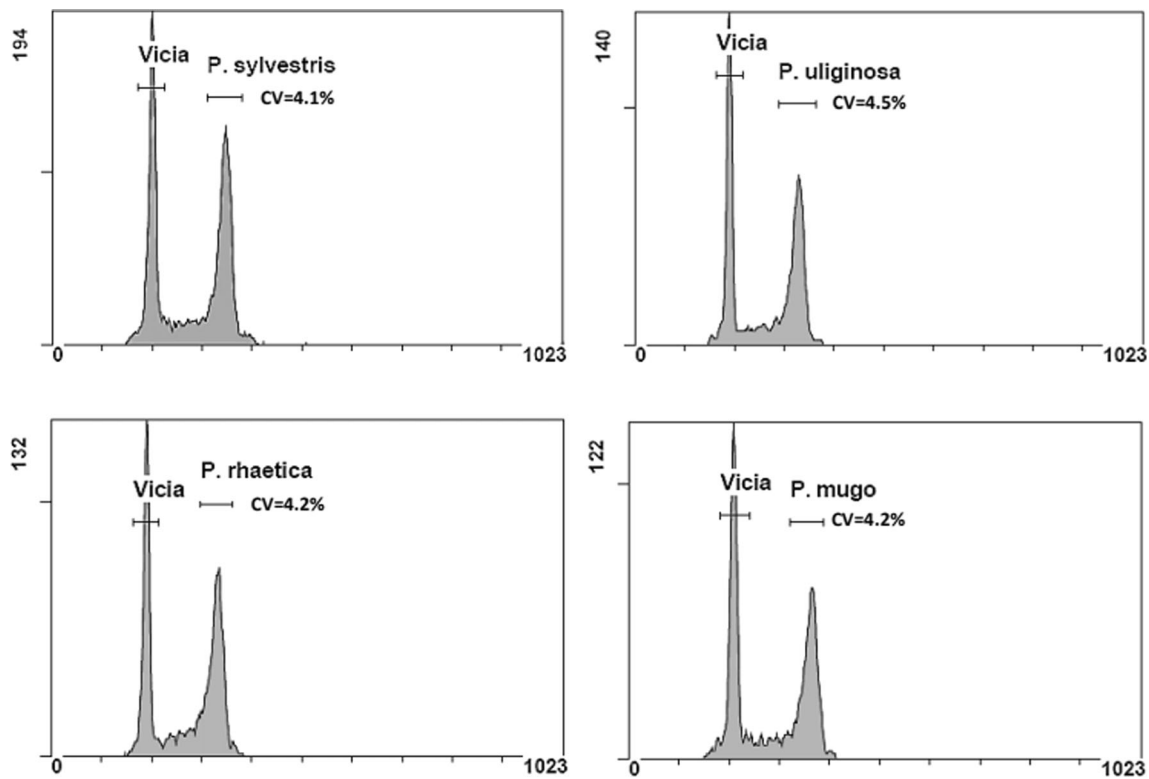 194
Vicia
P. sylvestris
CV=4.1%
0 1023
140
Vicia
P. uliginosa
CV=4.5%
0 1023
132
P. rhaetica
Vicia
CV=4.2%
0 1023
122
Vicia
P. mugo
CV=4.2%
0 1023